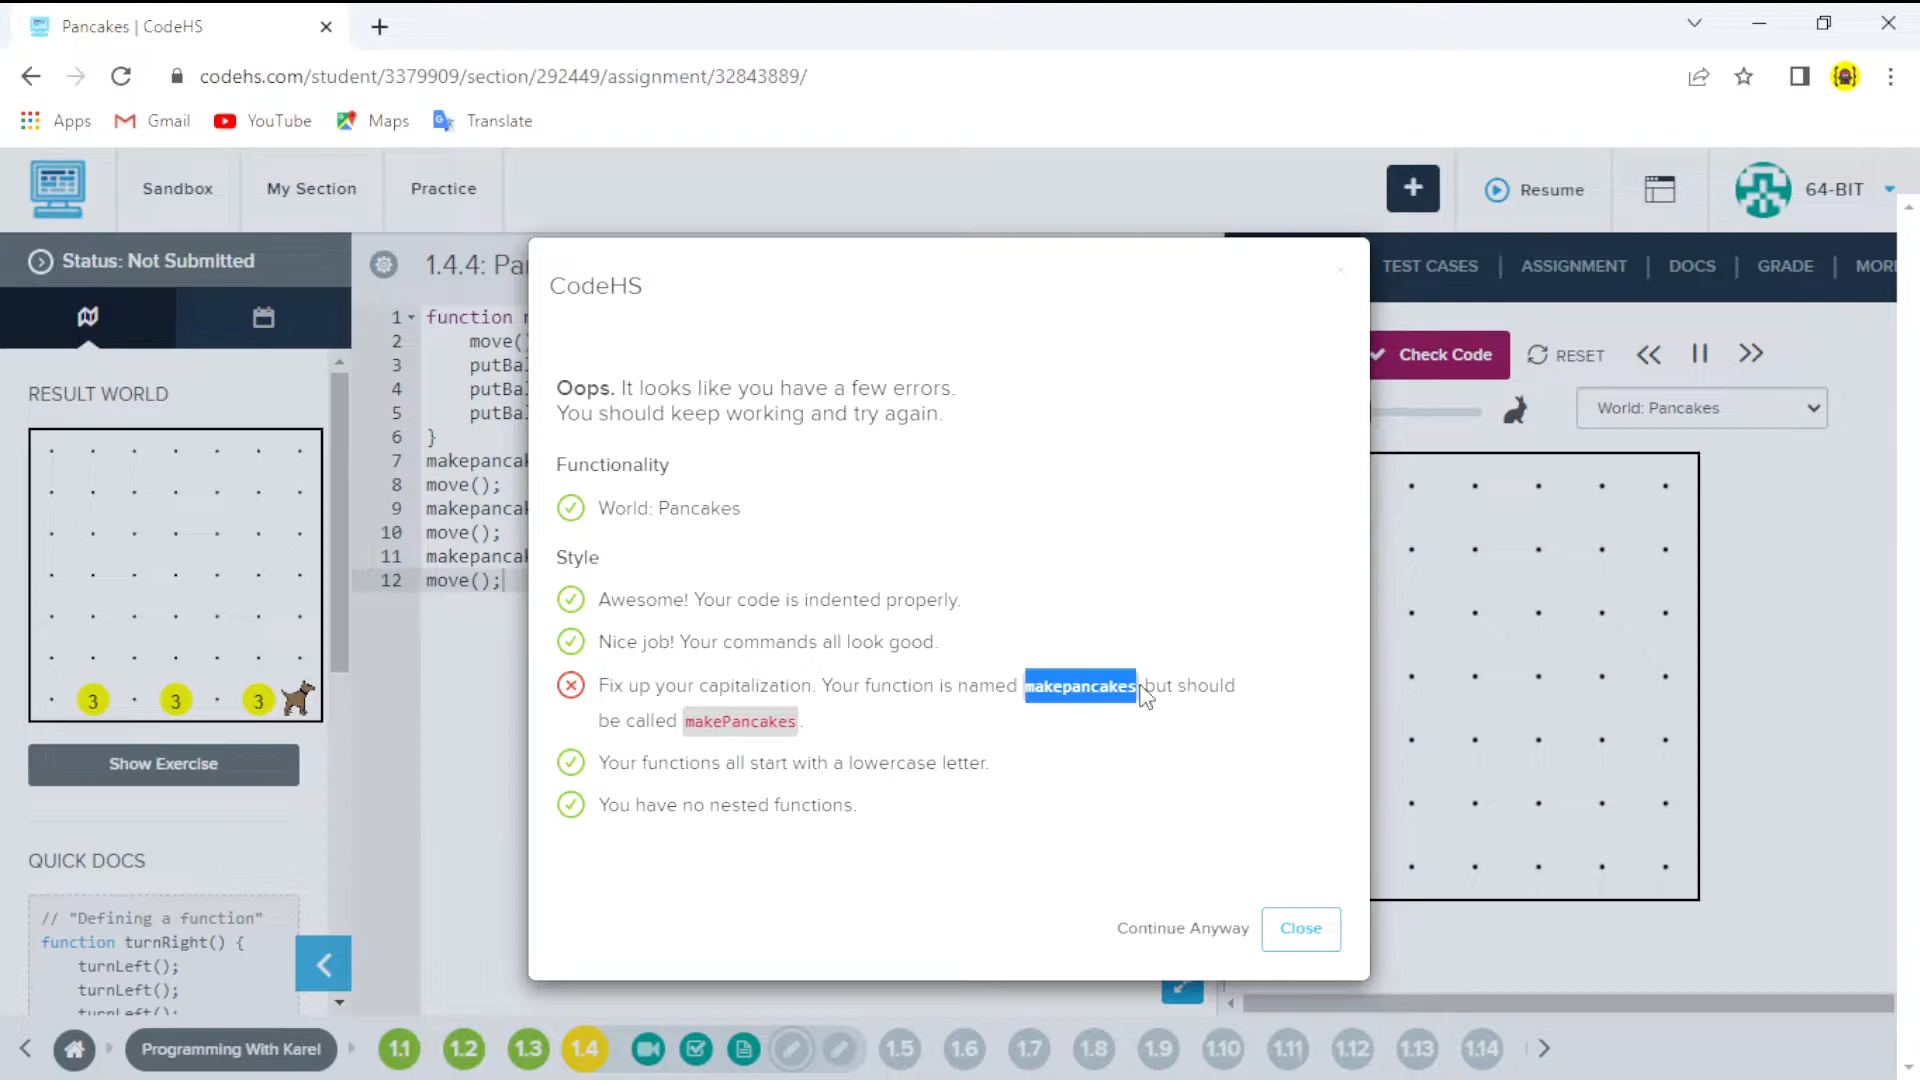 Pancakes | CodeHS
codehs.com/student/3379909/section/292449/assignment/32843889/
Apps
Gmail
YouTube
Maps
Translate
Sandbox
My Section
Practice
Resume
64-BIT
Status: Not Submitted
RESULT WORLD
3
3
3
Show Exercise
QUICK DOCS
// "Defining a function"
function turnRight() {
turnLeft();
turnLeft();
turnLeft();
1.4.4: Pa
1 function
2 move(
3 putBal
4 putBal
5 putBal
6 }
7 makepancak
8 move();
9 makepancak
10 move();
11 makepancak
12 move();
CodeHS
Oops. It looks like you have a few errors.
You should keep working and try again.
Functionality
World: Pancakes
Style
Awesome! Your code is indented properly.
Nice job! Your commands all look good.
Fix up your capitalization. Your function is named makepancakes but should
be called makePancakes.
Your functions all start with a lowercase letter.
You have no nested functions.
Continue Anyway
Close
TEST CASES
ASSIGNMENT
DOCS
GRADE
MOR
Check Code
RESET
World: Pancakes
Programming With Karel
1.1
1.2
1.3
1.4
1.5
1.6
1.7
1.8
1.9
1.10
1.11
1.12
1.13
1.14